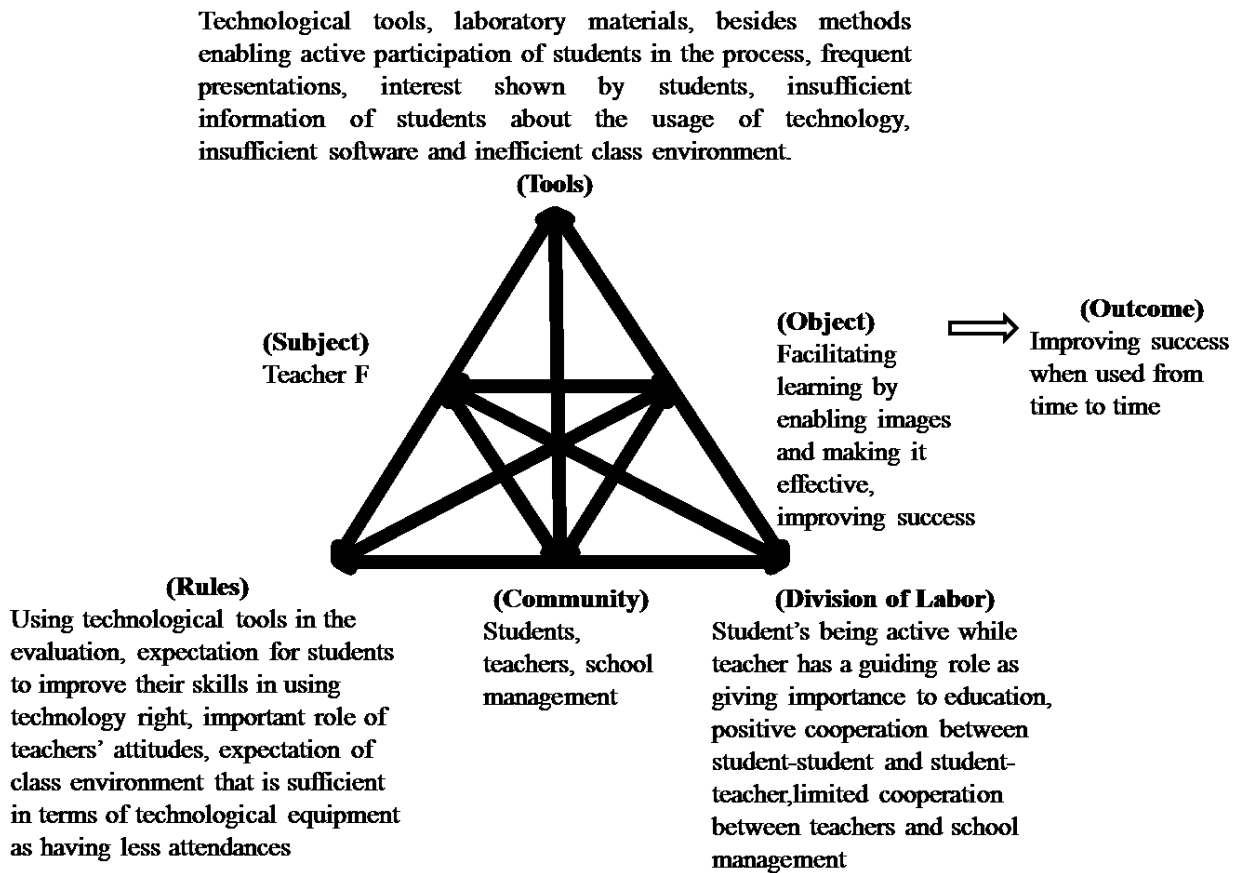 Technological tools, laboratory materials, besides methods
enabling active participation of students in the process, frequent
presentations, interest shown by students, insufficient
information of students about the usage of technology,
insufficient software and inefficient class environment.
(Tools)
(Subject)
Teacher F
(Object)
Facilitating
learning by
enabling images
and making it
effective,
improving success
(Outcome)
Improving success
when used from
time to time
(Rules)
Using technological tools in the
evaluation, expectation for students
to improve their skills in using
technology right, important role of
teachers’ attitudes, expectation of
class environment that is sufficient
in terms of technological equipment
as having less attendances
(Community)
Students,
teachers, school
management
(Division of Labor)
Student’s being active while
teacher has a guiding role as
giving importance to education,
positive cooperation between
student-student and student-
teacher,limited cooperation
between teachers and school
management